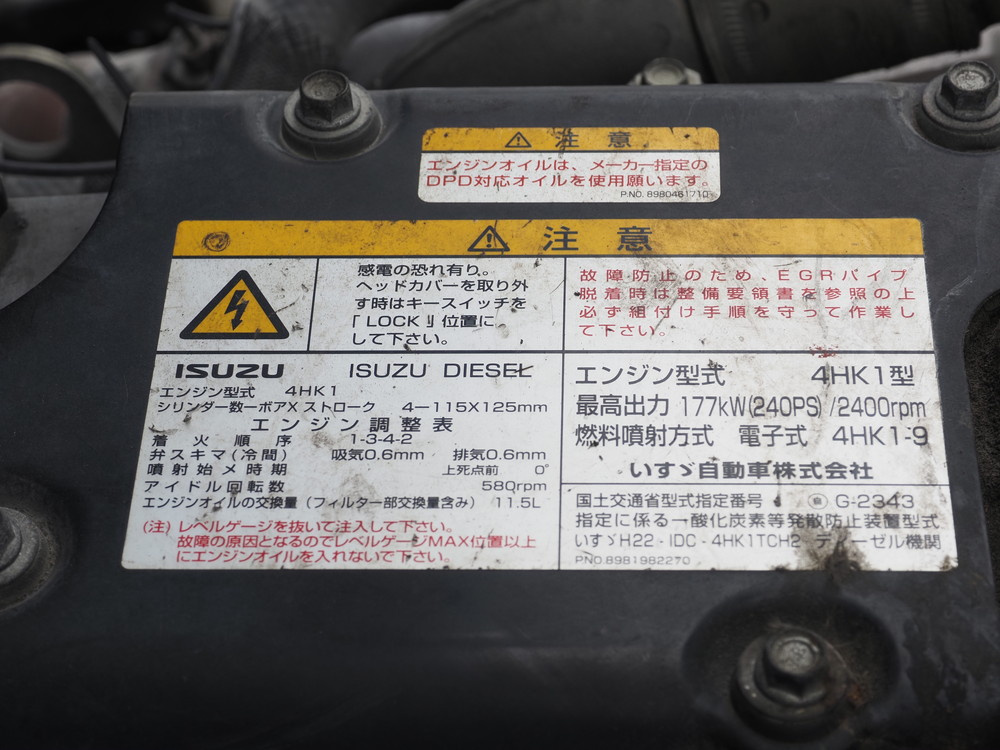 注意
エンジンオイルは、メーカー指定の
DPD対応オイルを使用願います。
P.NO. 8980461710
注意
感電の恐れ有り。
ヘッドカバーを取り外
す時はキースイッチを
「LOCK」位置に
して下さい。
故障防止のため、EGRパイプ
脱着時は整備要領書を参照の上
必ず組付け手順を守って作業し
て下さい。
ISUZU ISUZU DIESEL
エンジン型式 4HK1
シリンダー数ーボアX ストローク 4ー115X125mm
エンジン調整表
着火順序 1-3-4-2
弁スキマ(冷間) 吸気0.6mm 排気0.6mm
噴射始メ時期 上死点前 0°
アイドル回転数 580rpm
エンジンオイルの交換量(フィルター部交換量含み) 11.5L
(注) レベルゲージを抜いて注入して下さい。
故障の原因となるのでレベルゲージMAX位置以上
にエンジンオイルを入れないで下さい。
エンジン型式 4HK1型
最高出力 177kW(240PS)/2400rpm
燃料噴射方式 電子式 4HK1-9
いすゞ自動車株式会社
国土交通省型式指定番号 自 G-2343
指定に係る一酸化炭素等発散防止装置型式
いすゞH22-IDC-4HK1TCH2 ディーゼル機関
PNO.8981982270